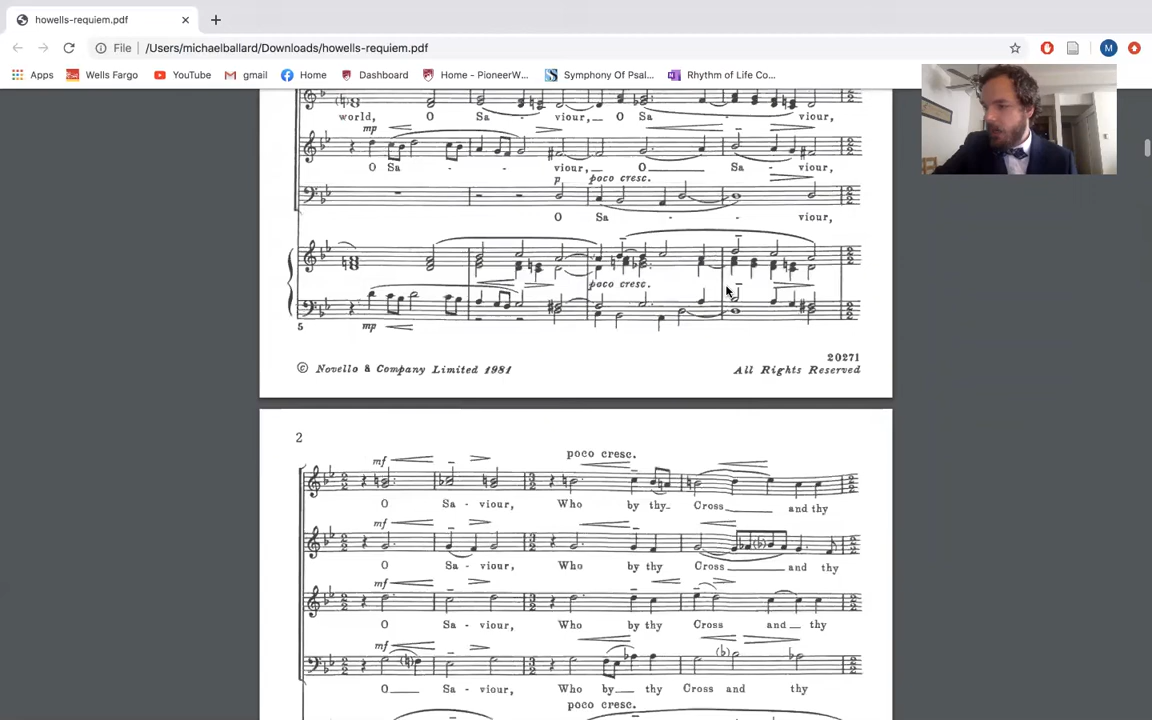 howells-requiem.pdf
File /Users/michaelballard/Downloads/howells-requiem.pdf
M
Apps Wells Fargo YouTube gmail Home Dashboard Home - PioneerW... Symphony Of Psal... Rhythm of Life Co...
world, O Sa - viour, O Sa - viour,
mp
O Sa - - viour, O Sa - viour,
p poco cresc.
O Sa - - viour,
poco cresc.
5 mp
© Novello & Company Limited 1981
20271
All Rights Reserved
2
mf poco cresc.
O Sa - viour, Who by thy Cross and thy
mf
O Sa - viour, Who by thy Cross and thy
mf
O Sa - viour, Who by thy Cross and thy
mf
O Sa - viour, Who by thy Cross and thy
poco cresc.